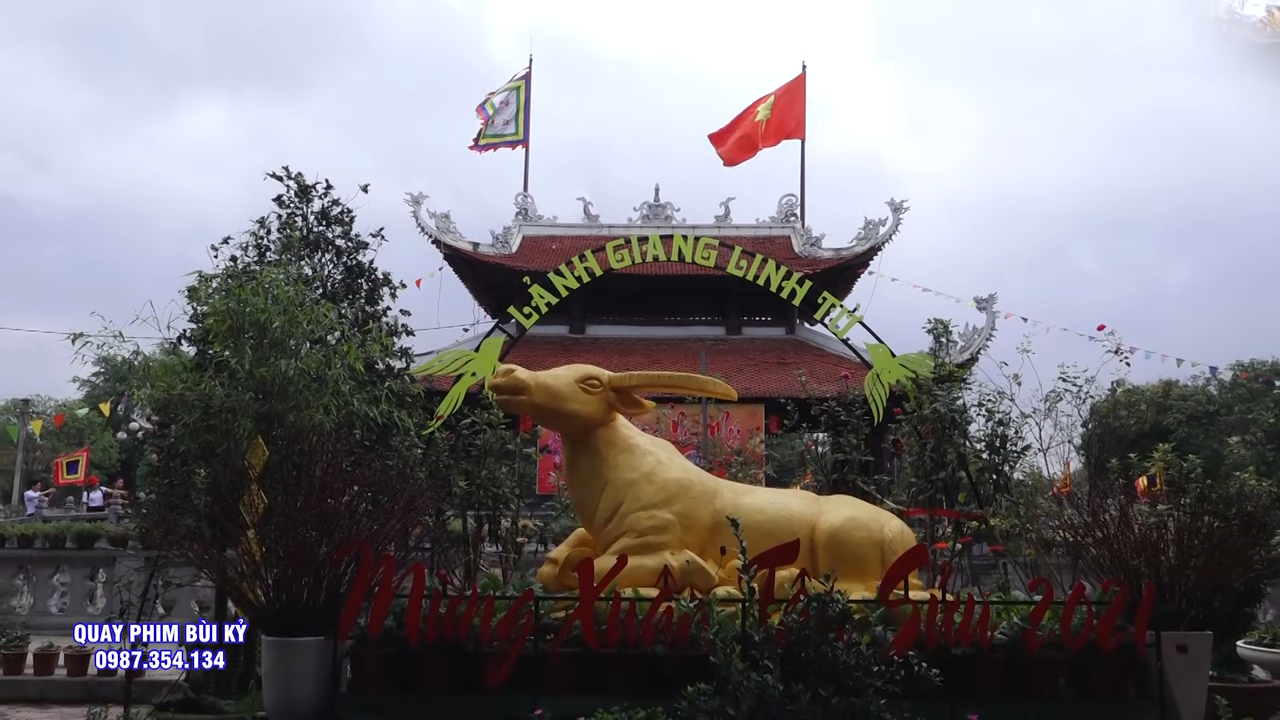 LẢNH GIANG LINH TỪ
Mừng Xuân Tân Sửu 2021
QUAY PHIM BÙI KỶ
0987.354.134